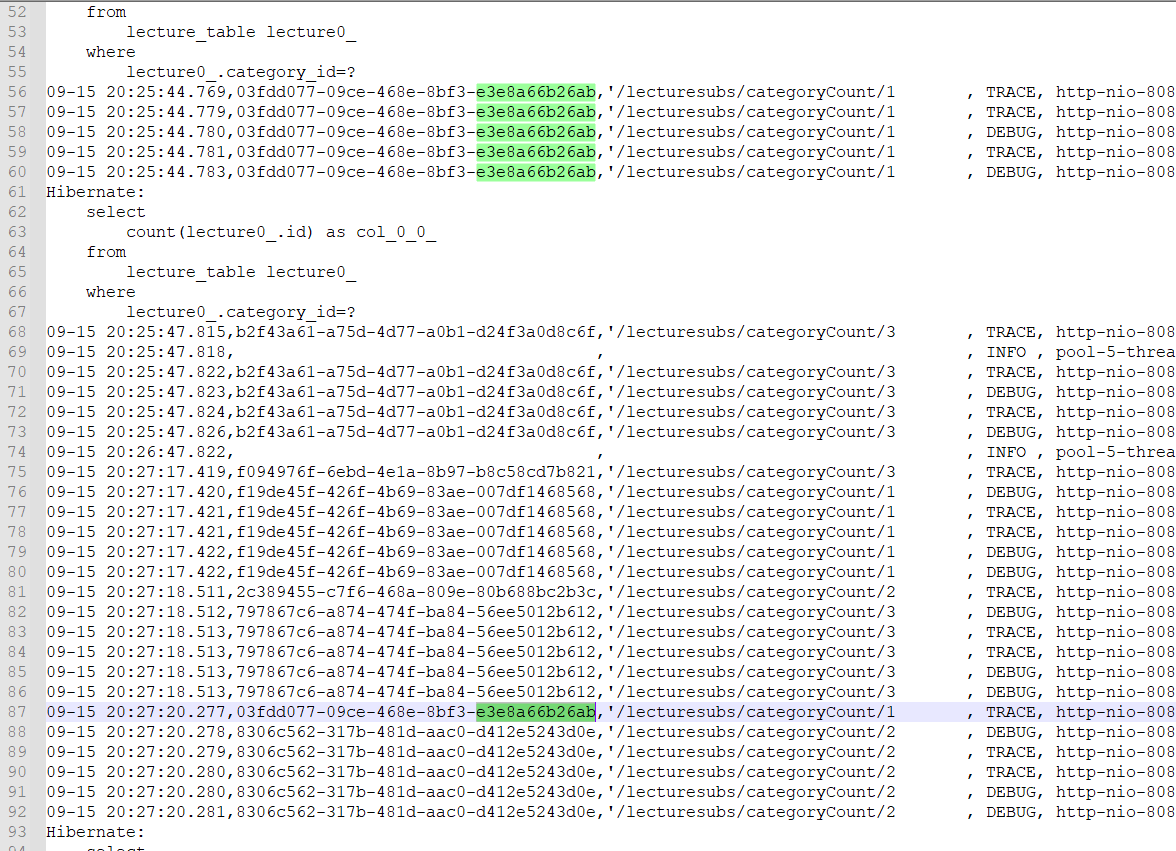 52 from
53 lecture_table lecture0_
54 where
55 lecture0_.category_id=?
56 09-15 20:25:44.769,03fdd077-09ce-468e-8bf3-e3e8a66b26ab,'/lecturesubs/categoryCount/1 , TRACE, http-nio-808
57 09-15 20:25:44.779,03fdd077-09ce-468e-8bf3-e3e8a66b26ab,'/lecturesubs/categoryCount/1 , TRACE, http-nio-808
58 09-15 20:25:44.780,03fdd077-09ce-468e-8bf3-e3e8a66b26ab,'/lecturesubs/categoryCount/1 , DEBUG, http-nio-808
59 09-15 20:25:44.781,03fdd077-09ce-468e-8bf3-e3e8a66b26ab,'/lecturesubs/categoryCount/1 , TRACE, http-nio-808
60 09-15 20:25:44.783,03fdd077-09ce-468e-8bf3-e3e8a66b26ab,'/lecturesubs/categoryCount/1 , DEBUG, http-nio-808
61 Hibernate:
62 select
63 count(lecture0_.id) as col_0_0_
64 from
65 lecture_table lecture0_
66 where
67 lecture0_.category_id=?
68 09-15 20:25:47.815,b2f43a61-a75d-4d77-a0b1-d24f3a0d8c6f,'/lecturesubs/categoryCount/3 , TRACE, http-nio-808
69 09-15 20:25:47.818, , , INFO , pool-5-threa
70 09-15 20:25:47.822,b2f43a61-a75d-4d77-a0b1-d24f3a0d8c6f,'/lecturesubs/categoryCount/3 , TRACE, http-nio-808
71 09-15 20:25:47.823,b2f43a61-a75d-4d77-a0b1-d24f3a0d8c6f,'/lecturesubs/categoryCount/3 , DEBUG, http-nio-808
72 09-15 20:25:47.824,b2f43a61-a75d-4d77-a0b1-d24f3a0d8c6f,'/lecturesubs/categoryCount/3 , TRACE, http-nio-808
73 09-15 20:25:47.826,b2f43a61-a75d-4d77-a0b1-d24f3a0d8c6f,'/lecturesubs/categoryCount/3 , DEBUG, http-nio-808
74 09-15 20:26:47.822, , , INFO , pool-5-threa
75 09-15 20:27:17.419,f094976f-6ebd-4e1a-8b97-b8c58cd7b821,'/lecturesubs/categoryCount/3 , TRACE, http-nio-808
76 09-15 20:27:17.420,f19de45f-426f-4b69-83ae-007df1468568,'/lecturesubs/categoryCount/1 , DEBUG, http-nio-808
77 09-15 20:27:17.421,f19de45f-426f-4b69-83ae-007df1468568,'/lecturesubs/categoryCount/1 , TRACE, http-nio-808
78 09-15 20:27:17.421,f19de45f-426f-4b69-83ae-007df1468568,'/lecturesubs/categoryCount/1 , TRACE, http-nio-808
79 09-15 20:27:17.422,f19de45f-426f-4b69-83ae-007df1468568,'/lecturesubs/categoryCount/1 , DEBUG, http-nio-808
80 09-15 20:27:17.422,f19de45f-426f-4b69-83ae-007df1468568,'/lecturesubs/categoryCount/1 , DEBUG, http-nio-808
81 09-15 20:27:18.511,2c389455-c7f6-468a-809e-80b688bc2b3c,'/lecturesubs/categoryCount/2 , TRACE, http-nio-808
82 09-15 20:27:18.512,797867c6-a874-474f-ba84-56ee5012b612,'/lecturesubs/categoryCount/3 , DEBUG, http-nio-808
83 09-15 20:27:18.513,797867c6-a874-474f-ba84-56ee5012b612,'/lecturesubs/categoryCount/3 , TRACE, http-nio-808
84 09-15 20:27:18.513,797867c6-a874-474f-ba84-56ee5012b612,'/lecturesubs/categoryCount/3 , TRACE, http-nio-808
85 09-15 20:27:18.513,797867c6-a874-474f-ba84-56ee5012b612,'/lecturesubs/categoryCount/3 , DEBUG, http-nio-808
86 09-15 20:27:18.513,797867c6-a874-474f-ba84-56ee5012b612,'/lecturesubs/categoryCount/3 , DEBUG, http-nio-808
87 09-15 20:27:20.277,03fdd077-09ce-468e-8bf3-e3e8a66b26ab,'/lecturesubs/categoryCount/1 , TRACE, http-nio-808
88 09-15 20:27:20.278,8306c562-317b-481d-aac0-d412e5243d0e,'/lecturesubs/categoryCount/2 , DEBUG, http-nio-808
89 09-15 20:27:20.279,8306c562-317b-481d-aac0-d412e5243d0e,'/lecturesubs/categoryCount/2 , TRACE, http-nio-808
90 09-15 20:27:20.280,8306c562-317b-481d-aac0-d412e5243d0e,'/lecturesubs/categoryCount/2 , TRACE, http-nio-808
91 09-15 20:27:20.280,8306c562-317b-481d-aac0-d412e5243d0e,'/lecturesubs/categoryCount/2 , DEBUG, http-nio-808
92 09-15 20:27:20.281,8306c562-317b-481d-aac0-d412e5243d0e,'/lecturesubs/categoryCount/2 , DEBUG, http-nio-808
93 Hibernate:
94 select